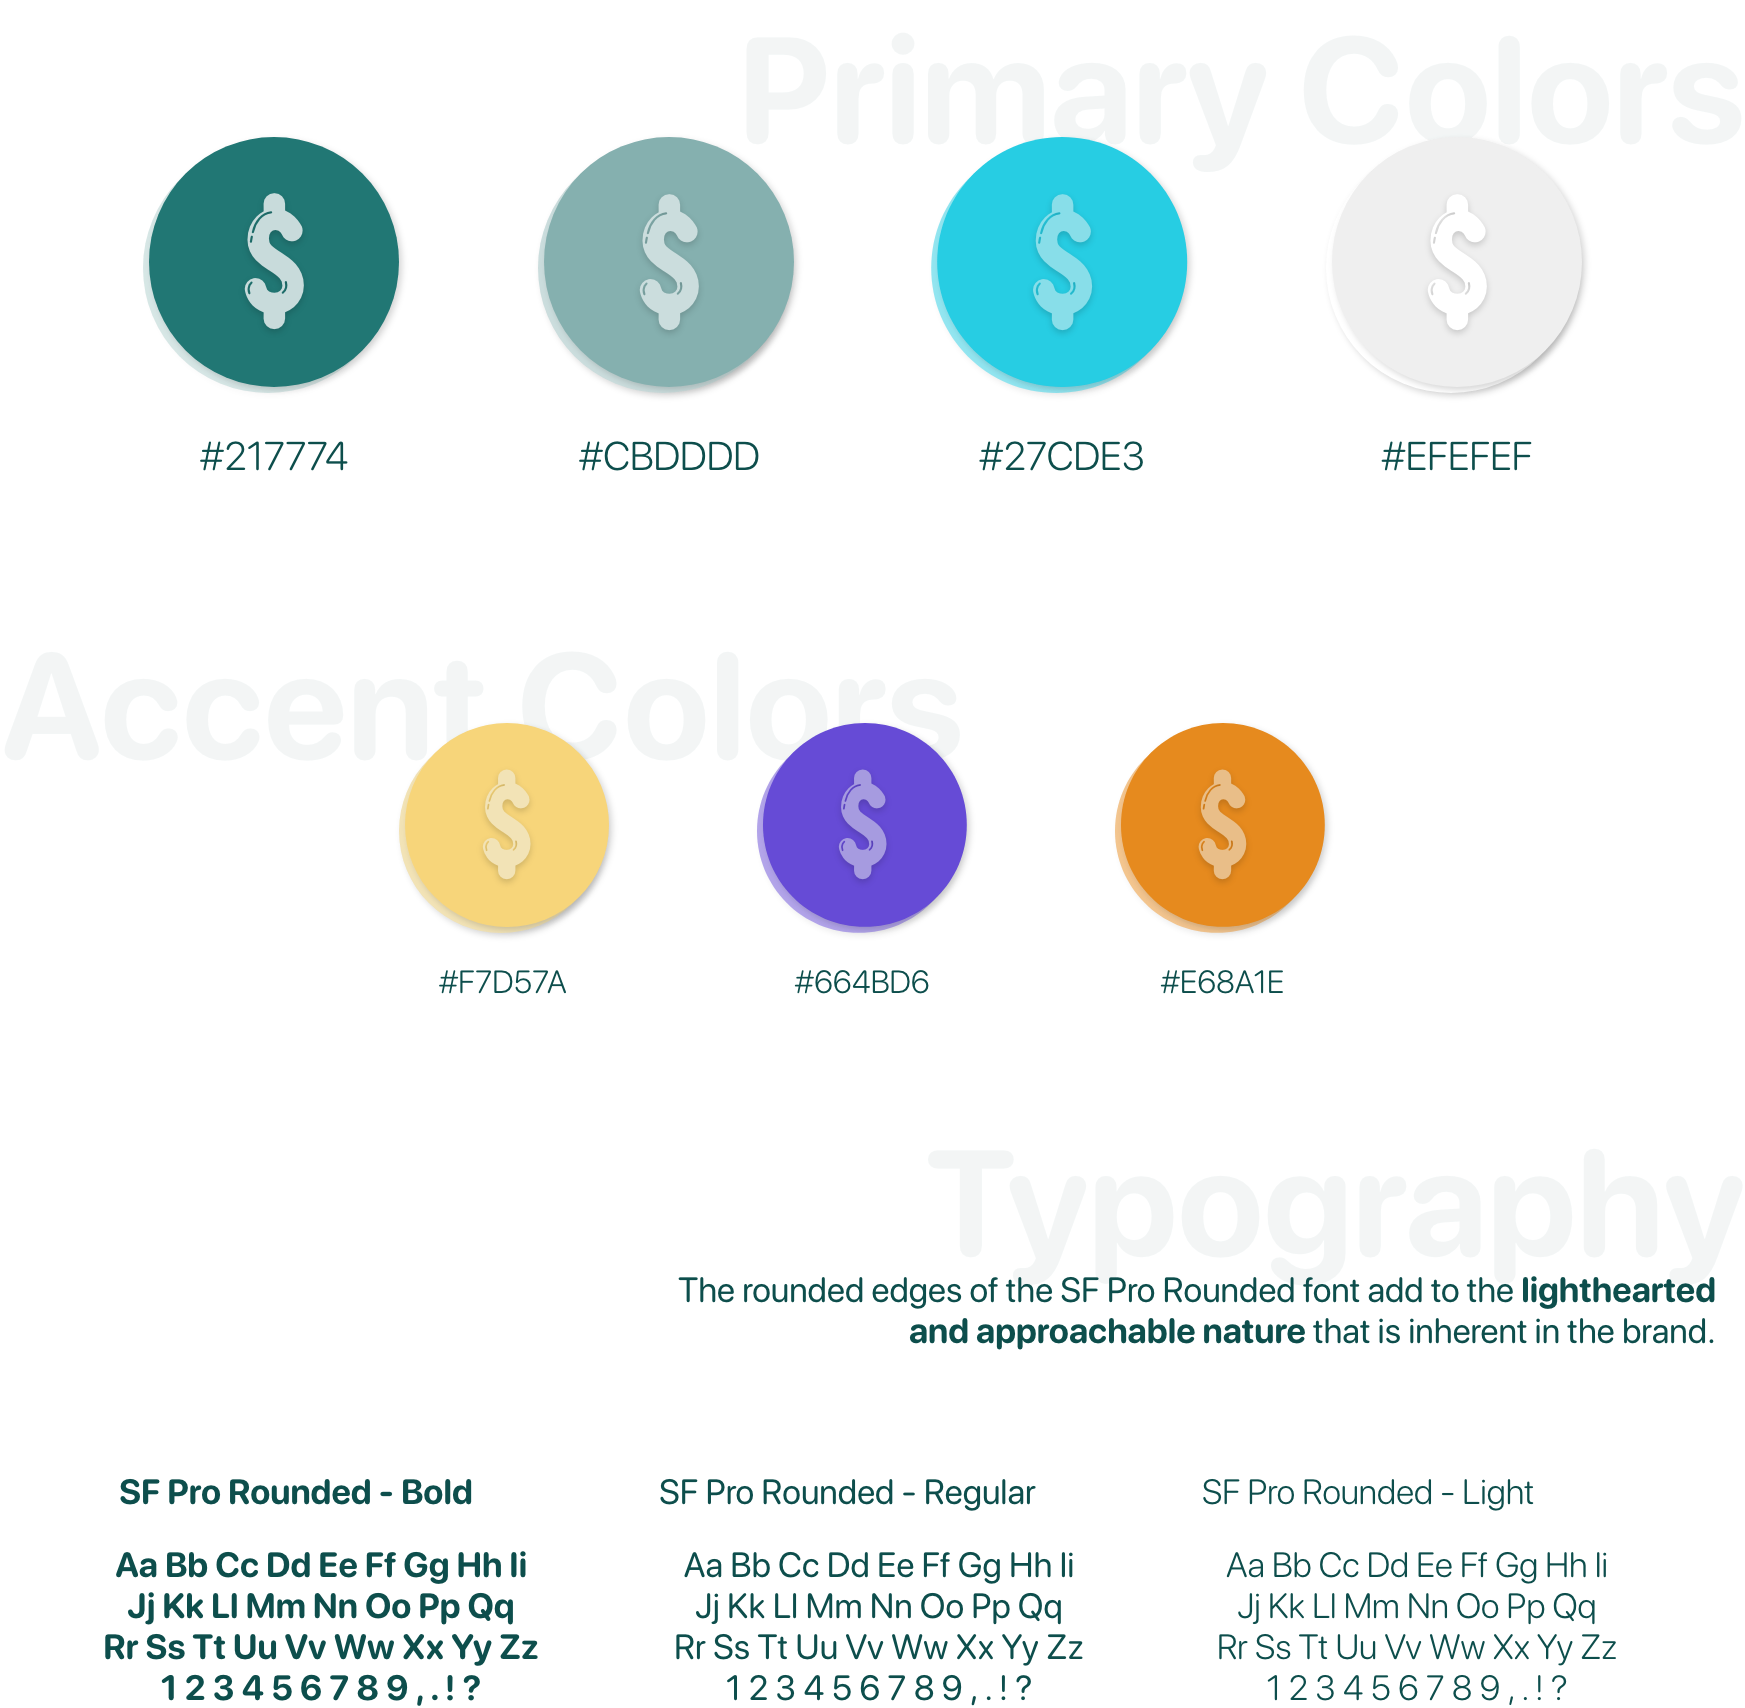 Primary Colors
$ $ $ $
#217774 #CBDDDD #27CDE3 #EFEFEF
Accent Colors
$ $ $
#F7D57A #664BD6 #E68A1E
Typography
The rounded edges of the SF Pro Rounded font add to the lighthearted
and approachable nature that is inherent in the brand.
SF Pro Rounded - Bold
Aa Bb Cc Dd Ee Ff Gg Hh Ii
Jj Kk Ll Mm Nn Oo Pp Qq
Rr Ss Tt Uu Vv Ww Xx Yy Zz
1 2 3 4 5 6 7 8 9 , . ! ?
SF Pro Rounded - Regular
Aa Bb Cc Dd Ee Ff Gg Hh Ii
Jj Kk Ll Mm Nn Oo Pp Qq
Rr Ss Tt Uu Vv Ww Xx Yy Zz
1 2 3 4 5 6 7 8 9 , . ! ?
SF Pro Rounded - Light
Aa Bb Cc Dd Ee Ff Gg Hh Ii
Jj Kk Ll Mm Nn Oo Pp Qq
Rr Ss Tt Uu Vv Ww Xx Yy Zz
1 2 3 4 5 6 7 8 9 , . ! ?